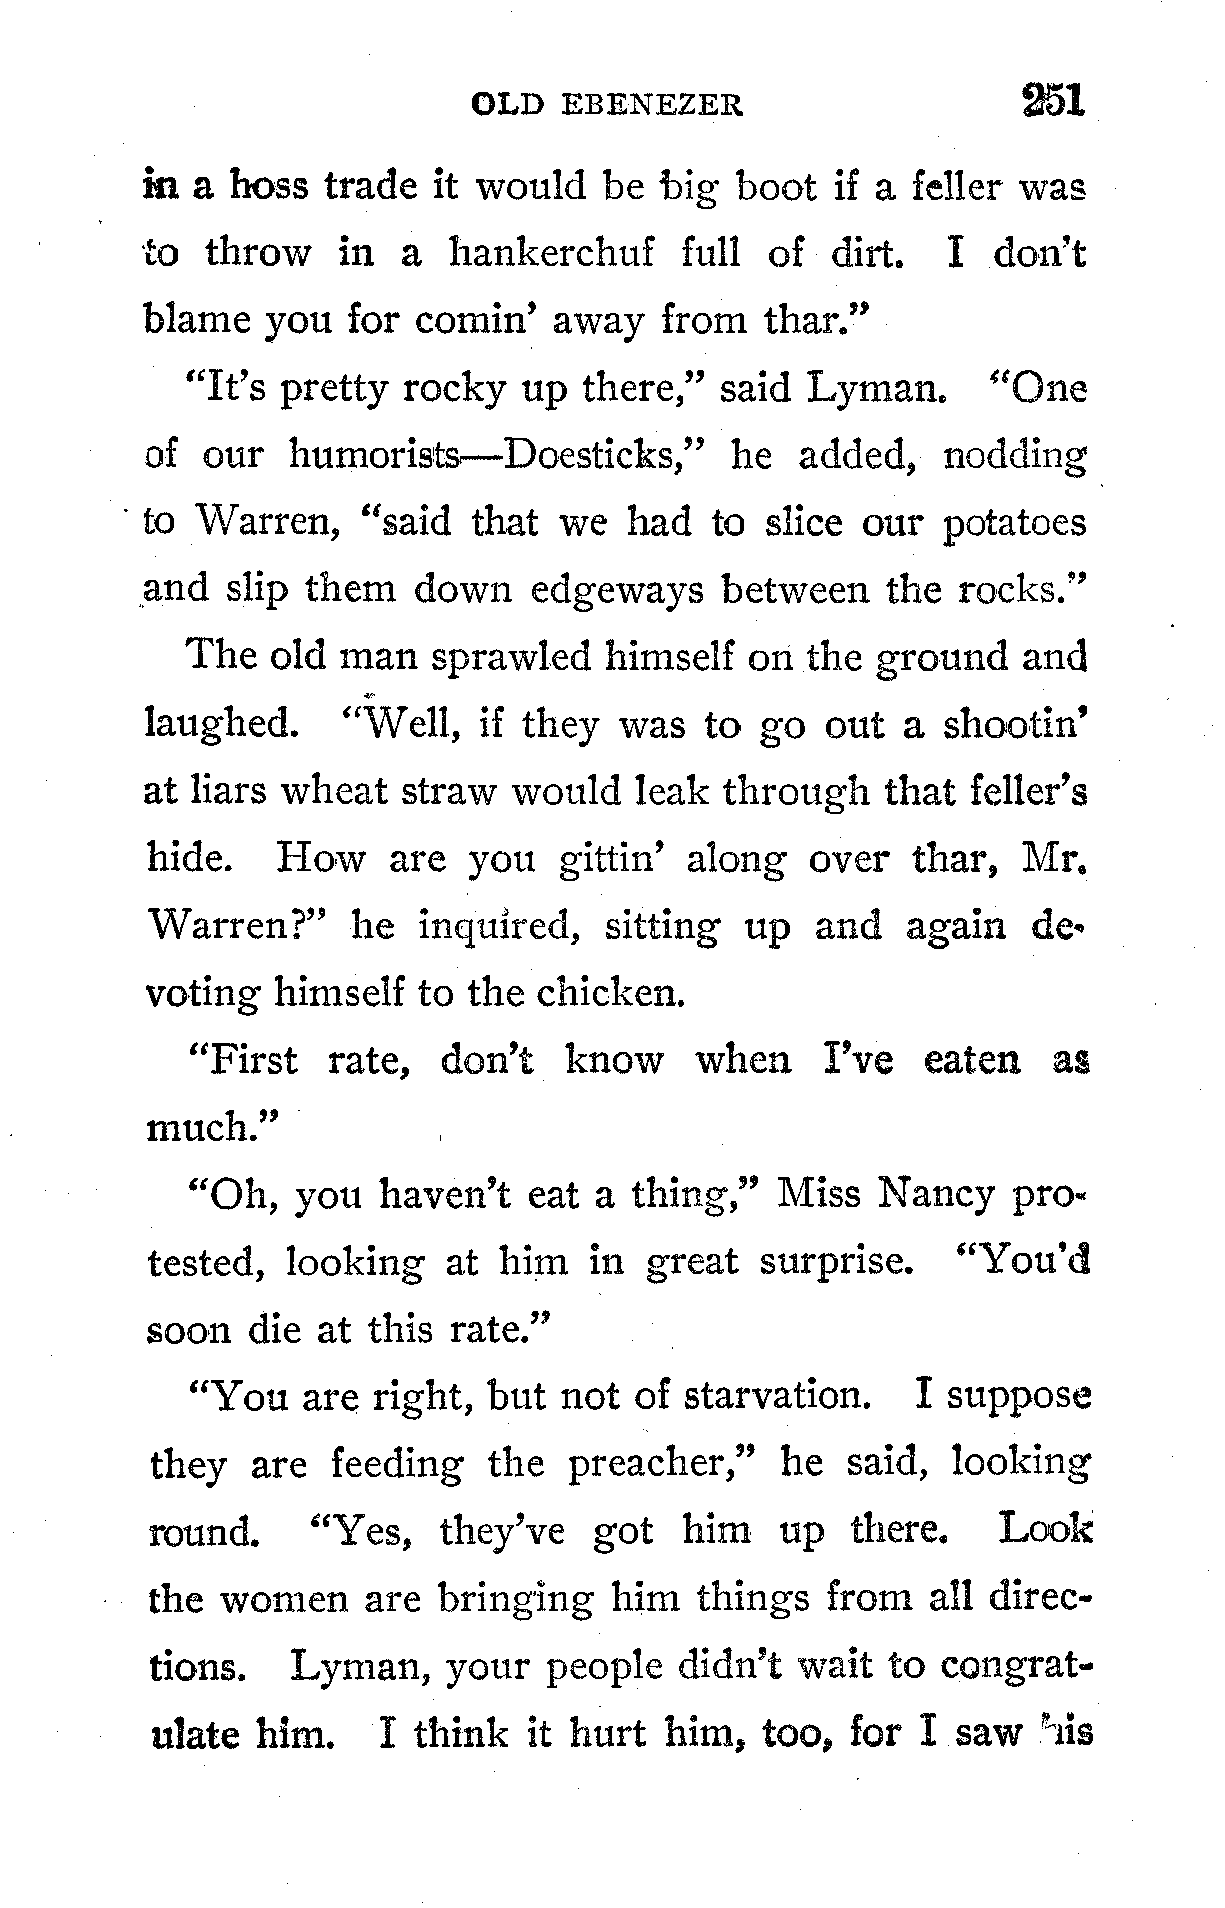 OLD EBENEZER 251
in a hoss trade it would be big boot if a feller was
to throw in a hankerchuf full of dirt. I don't
blame you for comin' away from thar."
"It's pretty rocky up there," said Lyman. "One
of our humorists—Doesticks," he added, nodding
to Warren, "said that we had to slice our potatoes
and slip them down edgeways between the rocks."
The old man sprawled himself on the ground and
laughed. "Well, if they was to go out a shootin'
at liars wheat straw would leak through that feller's
hide. How are you gittin' along over thar, Mr.
Warren?" he inquired, sitting up and again de-
voting himself to the chicken.
"First rate, don't know when I've eaten as
much."
"Oh, you haven't eat a thing," Miss Nancy pro-
tested, looking at him in great surprise. "You'd
soon die at this rate."
"You are right, but not of starvation. I suppose
they are feeding the preacher," he said, looking
round. "Yes, they've got him up there. Look
the women are bringing him things from all direc-
tions. Lyman, your people didn't wait to congrat-
ulate him. I think it hurt him, too, for I saw his